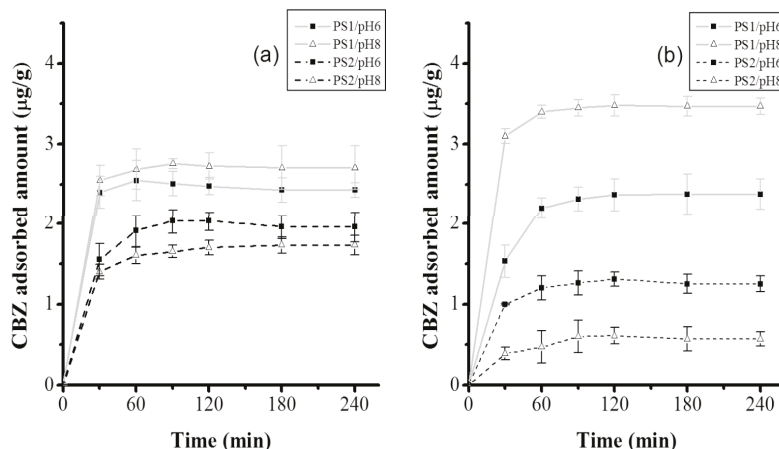 (a)
PS1/pH6
PS1/pH8
PS2/pH6
PS2/pH8
CBZ adsorbed amount (μg/g)
4
3
2
1
0
0 60 120 180 240
Time (min)
(b)
PS1/pH6
PS1/pH8
PS2/pH6
PS2/pH8
CBZ adsorbed amount (μg/g)
4
3
2
1
0
0 60 120 180 240
Time (min)